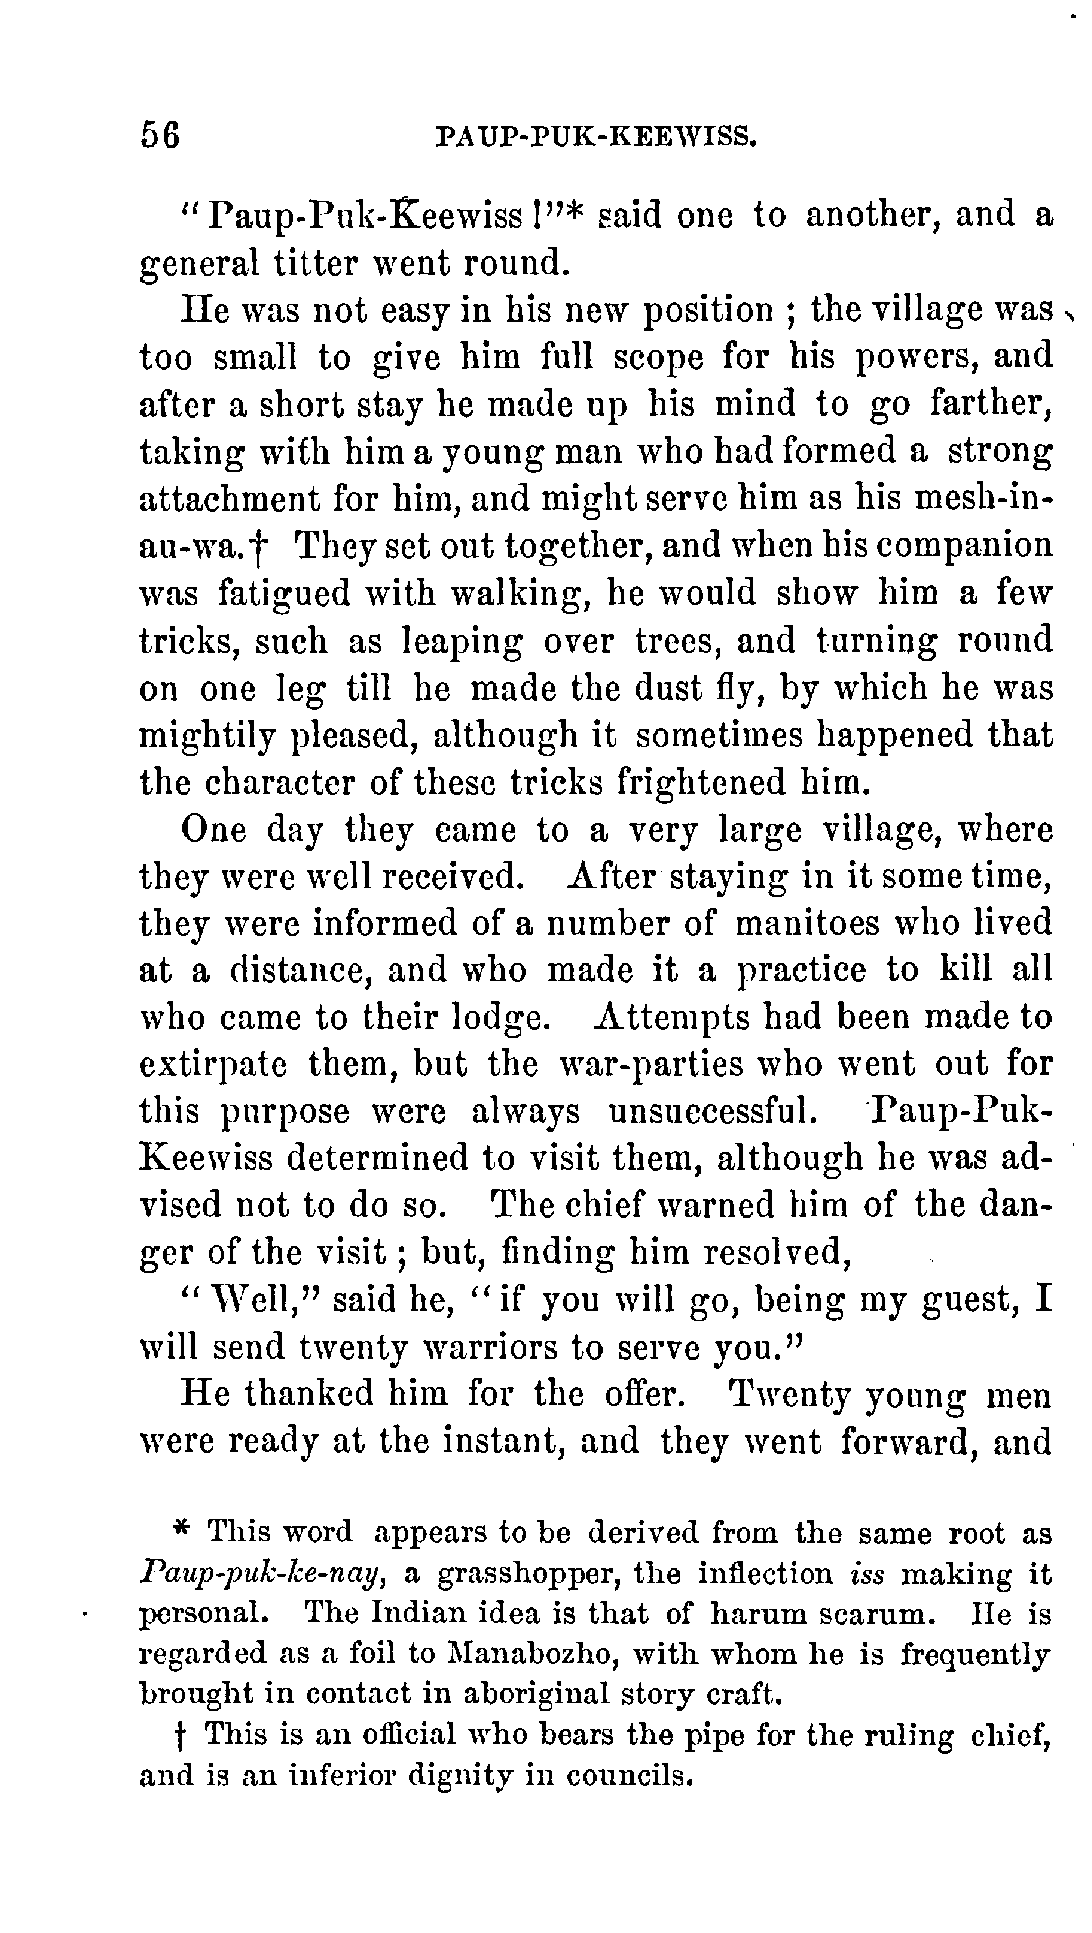 56 PAUP-PUK-KEEWISS.
"Paup-Puk-Keewiss!"* said one to another, and a
general titter went round.
He was not easy in his new position; the village was
too small to give him full scope for his powers, and
after a short stay he made up his mind to go farther,
taking with him a young man who had formed a strong
attachment for him, and might serve him as his mesh-in-
au-wa.† They set out together, and when his companion
was fatigued with walking, he would show him a few
tricks, such as leaping over trees, and turning round
on one leg till he made the dust fly, by which he was
mightily pleased, although it sometimes happened that
the character of these tricks frightened him.
One day they came to a very large village, where
they were well received. After staying in it some time,
they were informed of a number of manitoes who lived
at a distance, and who made it a practice to kill all
who came to their lodge. Attempts had been made to
extirpate them, but the war-parties who went out for
this purpose were always unsuccessful. Paup-Puk-
Keewiss determined to visit them, although he was ad-
vised not to do so. The chief warned him of the dan-
ger of the visit; but, finding him resolved,
"Well," said he, "if you will go, being my guest, I
will send twenty warriors to serve you."
He thanked him for the offer. Twenty young men
were ready at the instant, and they went forward, and
* This word appears to be derived from the same root as
Paup-puk-ke-nay, a grasshopper, the inflection iss making it
personal. The Indian idea is that of harum scarum. He is
regarded as a foil to Manabozho, with whom he is frequently
brought in contact in aboriginal story craft.
† This is an official who bears the pipe for the ruling chief,
and is an inferior dignity in councils.